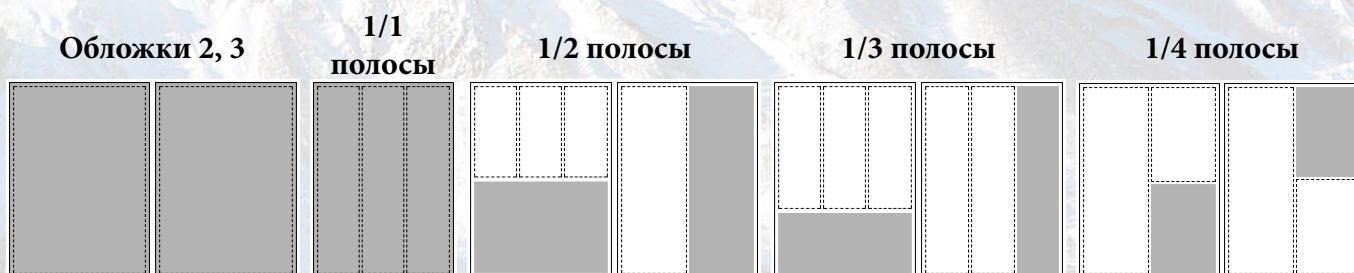 Обложки 2, 3
1/1
полосы
1/2 полосы
1/3 полосы
1/4 полосы